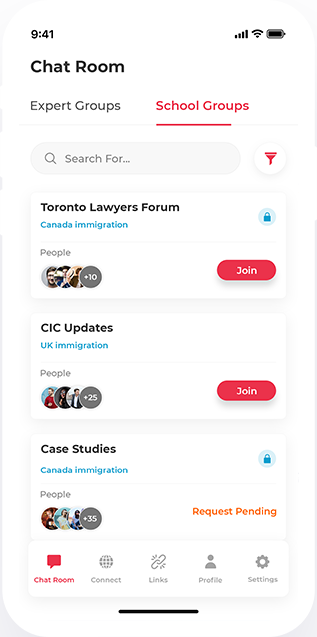 9:41
Chat Room
Expert Groups School Groups
Search For...
Toronto Lawyers Forum
Canada immigration
People
+10
Join
CIC Updates
UK immigration
People
+25
Join
Case Studies
Canada immigration
People
+35
Request Pending
Chat Room Connect Links Profile Settings